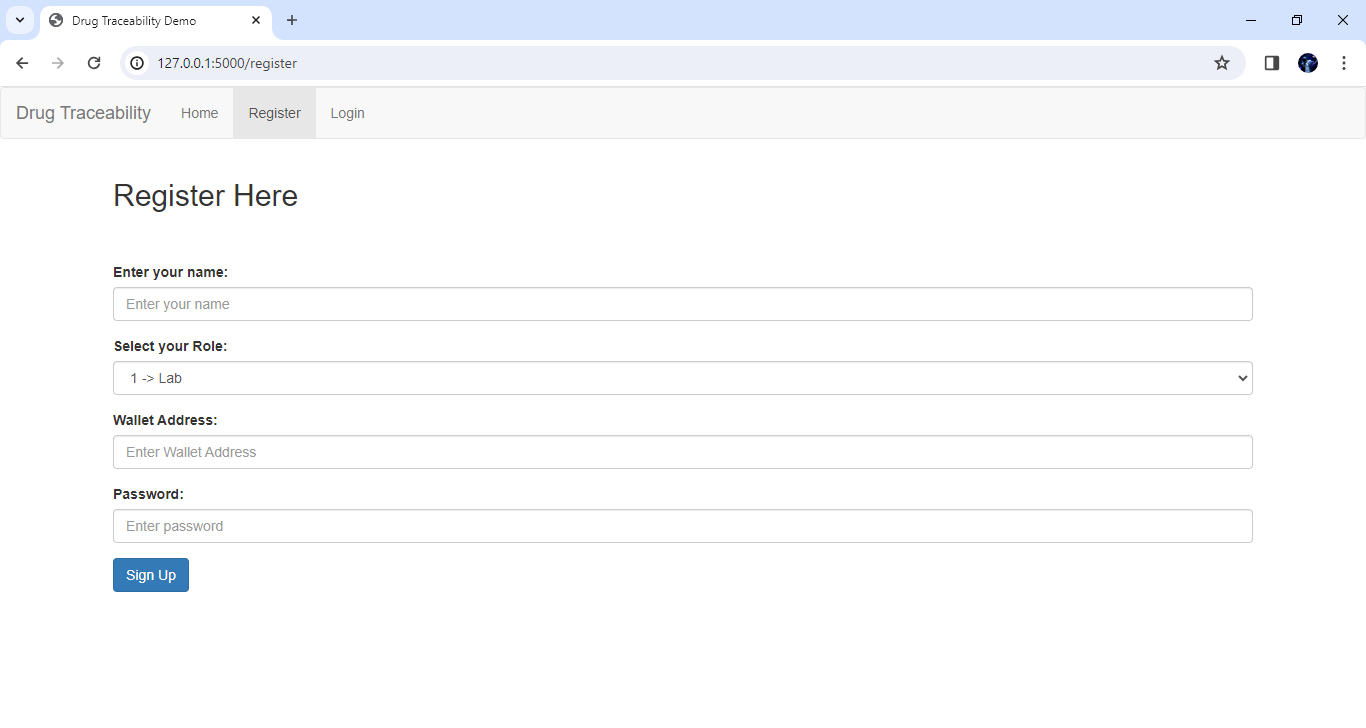 Drug Traceability Demo
127.0.0.1:5000/register
Drug Traceability Home Register Login
Register Here
Enter your name:
Enter your name
Select your Role:
1 -> Lab
Wallet Address:
Enter Wallet Address
Password:
Enter password
Sign Up